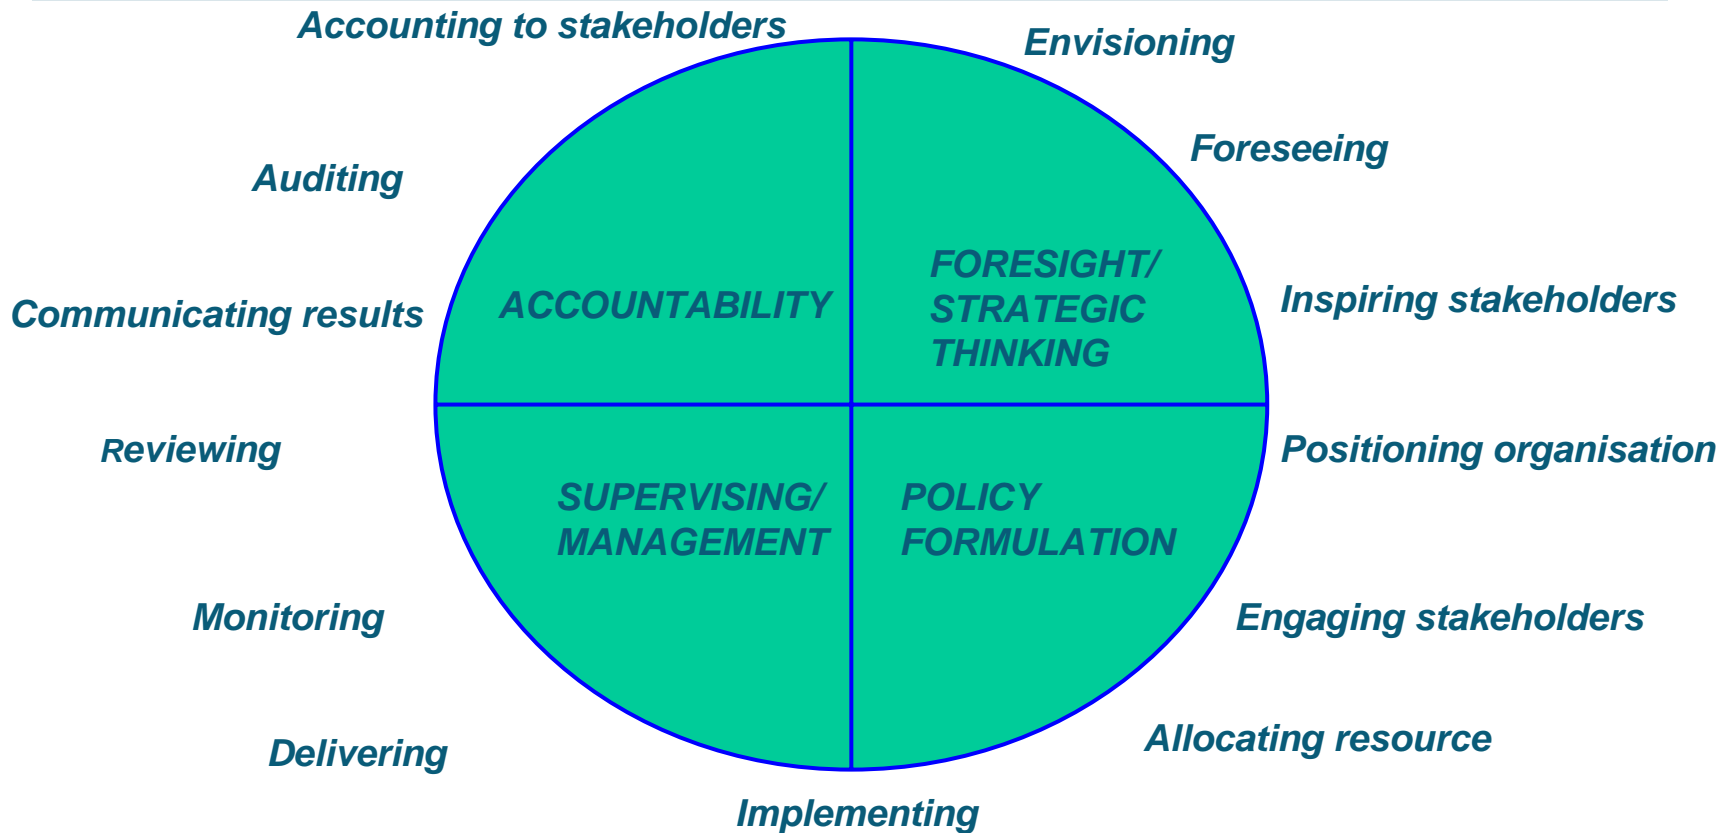 Accounting to stakeholders
Envisioning
Foreseeing
Auditing
FORESIGHT/
STRATEGIC
THINKING
ACCOUNTABILITY
Inspiring stakeholders
Communicating results
Reviewing
Positioning organisation
SUPERVISING/
MANAGEMENT
POLICY
FORMULATION
Monitoring
Engaging stakeholders
Delivering
Allocating resource
Implementing